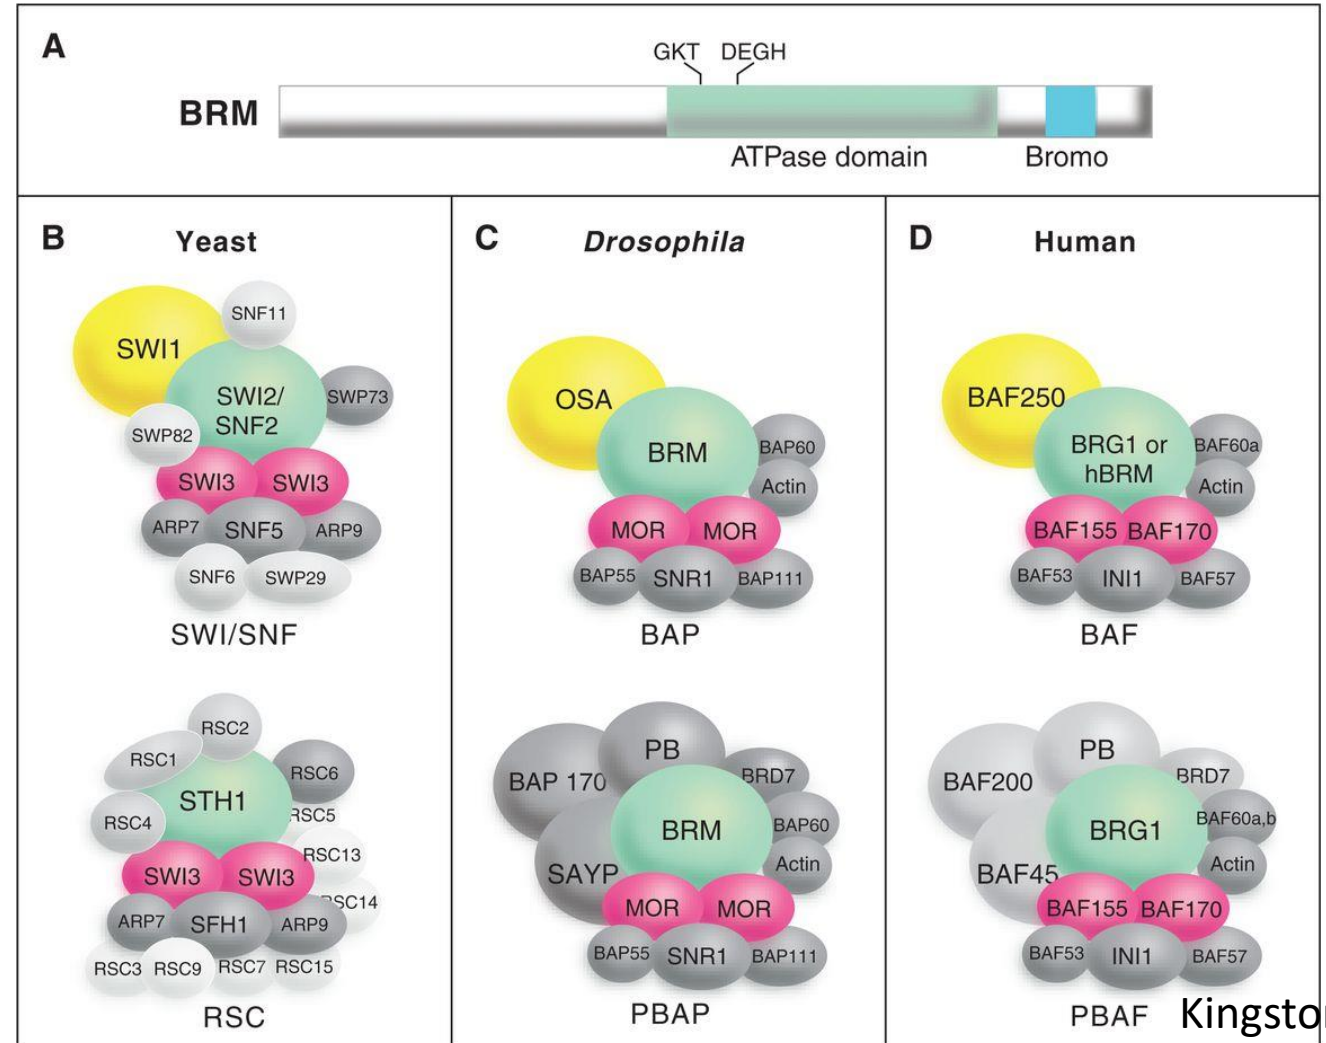 A
GKT DEGH
BRM
ATPase domain Bromo
B Yeast
SNF11
SWI1
SWI2/
SNF2
SWP73
SWP82
SWI3 SWI3
ARP7 SNF5 ARP9
SNF6 SWP29
SWI/SNF
RSC2
RSC1
RSC6
STH1
RSC5
RSC4
RSC13
SWI3 SWI3
RSC14
ARP7 SFH1 ARP9
RSC3 RSC9 RSC7 RSC15
RSC
C Drosophila
OSA
BRM
BAP60
Actin
MOR MOR
BAP55 SNR1 BAP111
BAP
PB
BAP 170
BRD7
BRM
BAP60
SAYP
Actin
MOR MOR
BAP55 SNR1 BAP111
PBAP
D Human
BAF250
BRG1 or
hBRM
BAF60a
Actin
BAF155 BAF170
BAF53 INI1 BAF57
BAF
PB
BAF200
BRD7
BRG1
BAF60a,b
BAF45
Actin
BAF155 BAF170
BAF53 INI1 BAF57
PBAF
Kingsto